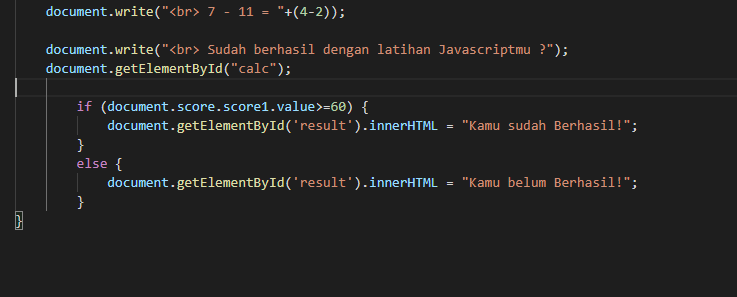 document.write("<br> 7 - 11 = "+(4-2));
document.write("<br> Sudah berhasil dengan latihan Javascriptmu ?");
document.getElementById("calc");
if (document.score.score1.value>=60) {
document.getElementById('result').innerHTML = "Kamu sudah Berhasil!";
}
else {
document.getElementById('result').innerHTML = "Kamu belum Berhasil!";
}
}